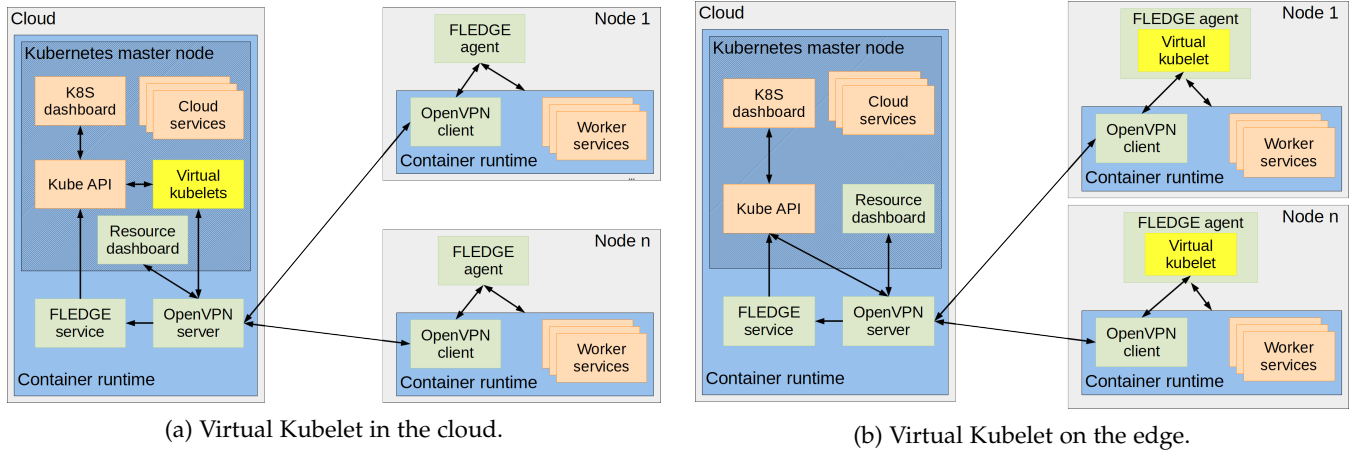 Cloud
Kubernetes master node
K8S
dashboard
Cloud
services
Kube API
Virtual
kubelets
Resource
dashboard
FLEDGE
service
OpenVPN
server
Container runtime
Node 1
FLEDGE
agent
OpenVPN
client
Worker
services
Container runtime
...
Node n
FLEDGE
agent
OpenVPN
client
Worker
services
Container runtime
(a) Virtual Kubelet in the cloud.
Cloud
Kubernetes master node
K8S
dashboard
Cloud
services
Kube API
Resource
dashboard
FLEDGE
service
OpenVPN
server
Container runtime
Node 1
FLEDGE agent
Virtual
kubelet
OpenVPN
client
Worker
services
Container runtime
Node n
FLEDGE agent
Virtual
kubelet
OpenVPN
client
Worker
services
Container runtime
(b) Virtual Kubelet on the edge.